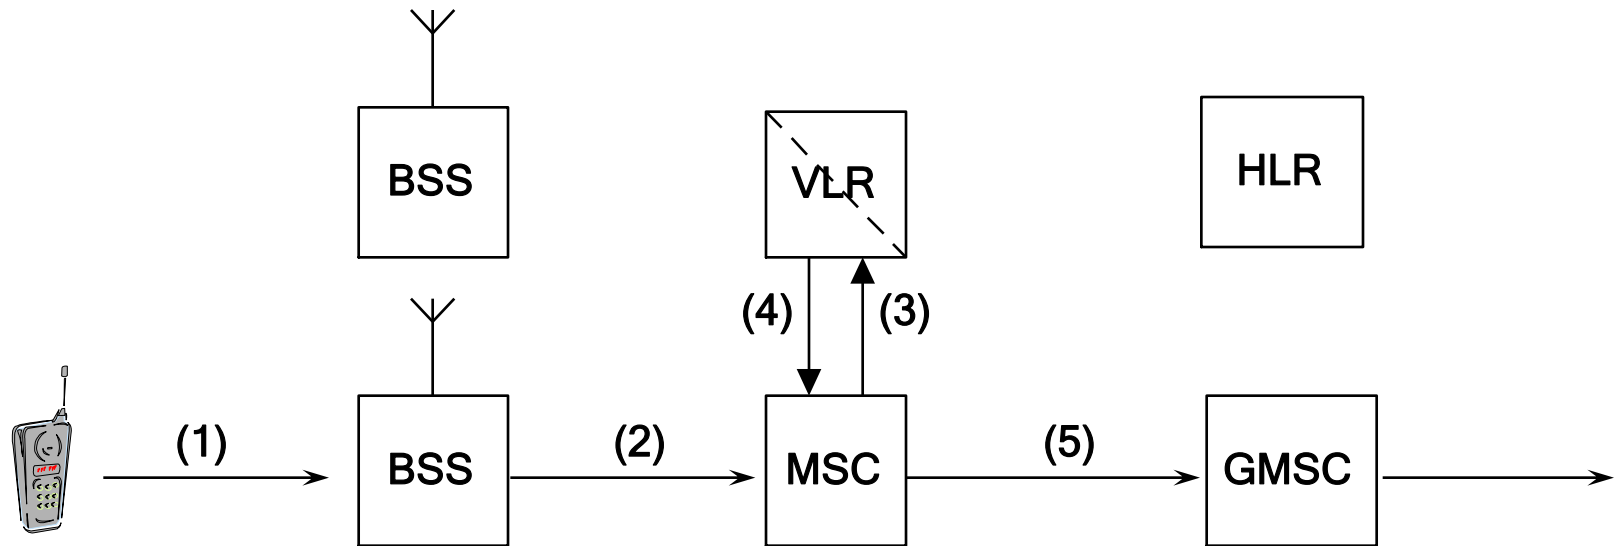 BSS
VLR
HLR
(4)
(3)
(1)
BSS
(2)
MSC
(5)
GMSC